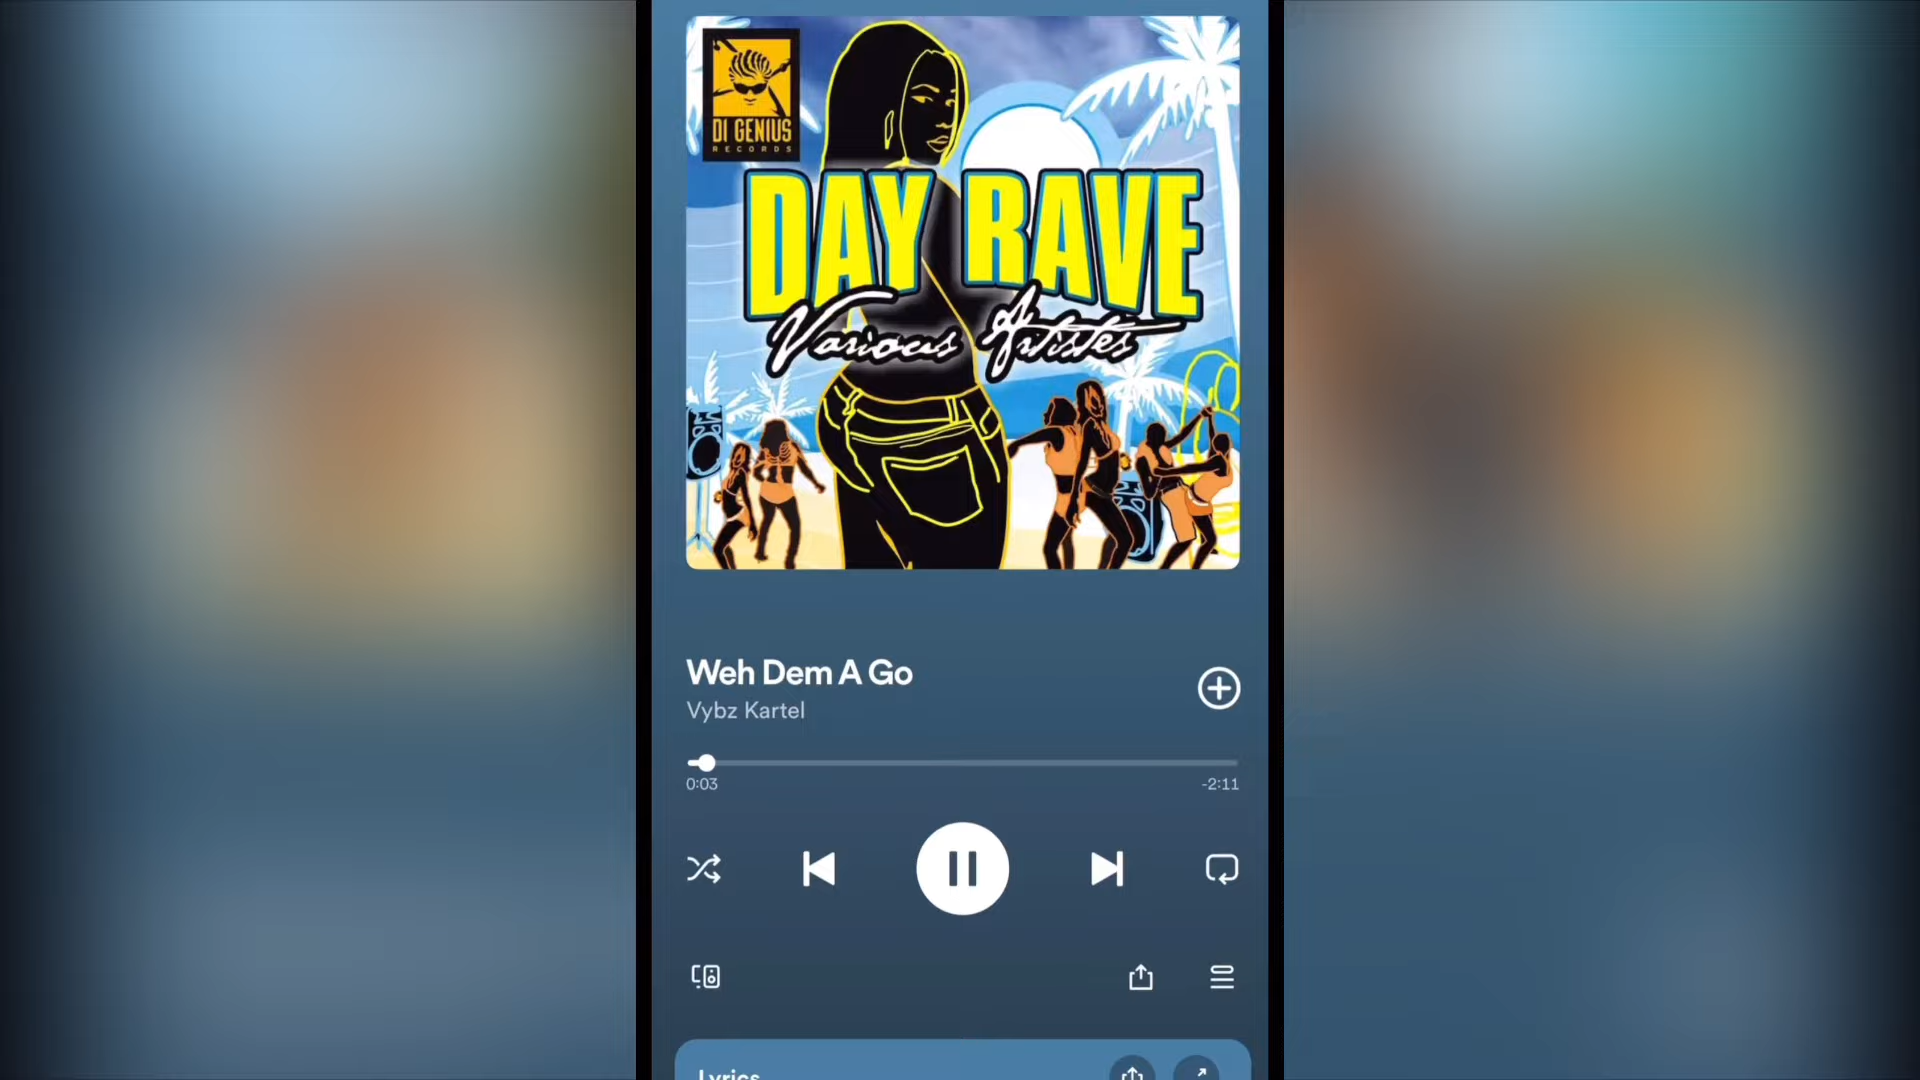 DI GENIUS
RECORDS
DAY RAVE
Various Artistes
Weh Dem A Go
Vybz Kartel
0:03
-2:11
Lyrics